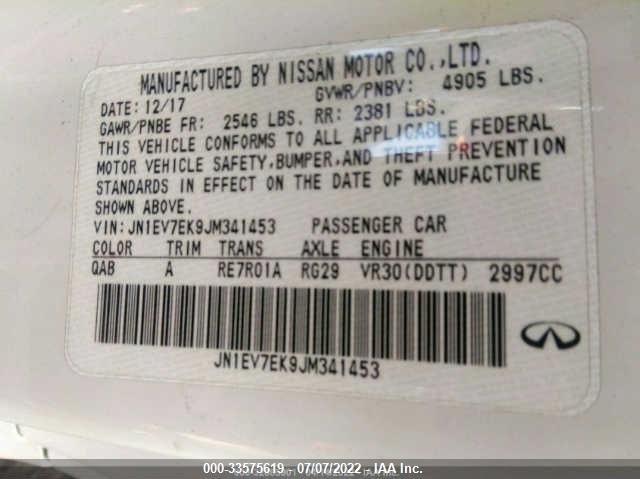 MANUFACTURED BY NISSAN MOTOR CO.,LTD.
DATE: 12/17 GVWR/PNBV: 4905 LBS.
GAWR/PNBE FR: 2546 LBS. RR: 2381 LBS.
THIS VEHICLE CONFORMS TO ALL APPLICABLE FEDERAL
MOTOR VEHICLE SAFETY,BUMPER,AND THEFT PREVENTION
STANDARDS IN EFFECT ON THE DATE OF MANUFACTURE
SHOWN ABOVE.
VIN:JN1EV7EK9JM341453 PASSENGER CAR
COLOR TRIM TRANS AXLE ENGINE
QAB A RE7R01A RG29 VR30(DDTT) 2997CC
JN1EV7EK9JM341453
000-33575619 - 07/07/2022 - IAA Inc.